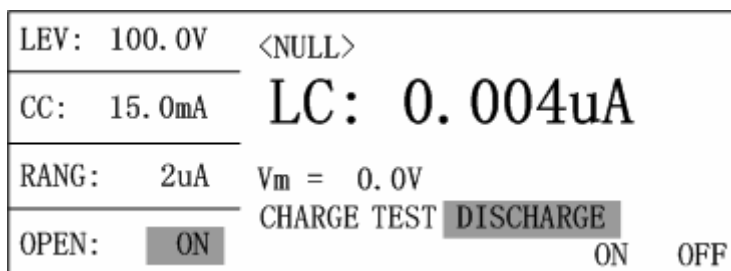 LEV: 100.0V
CC: 15.0mA
RANG: 2uA
OPEN: ON
<NULL>
LC: 0.004uA
Vm = 0.0V
CHARGE TEST DISCHARGE
ON OFF